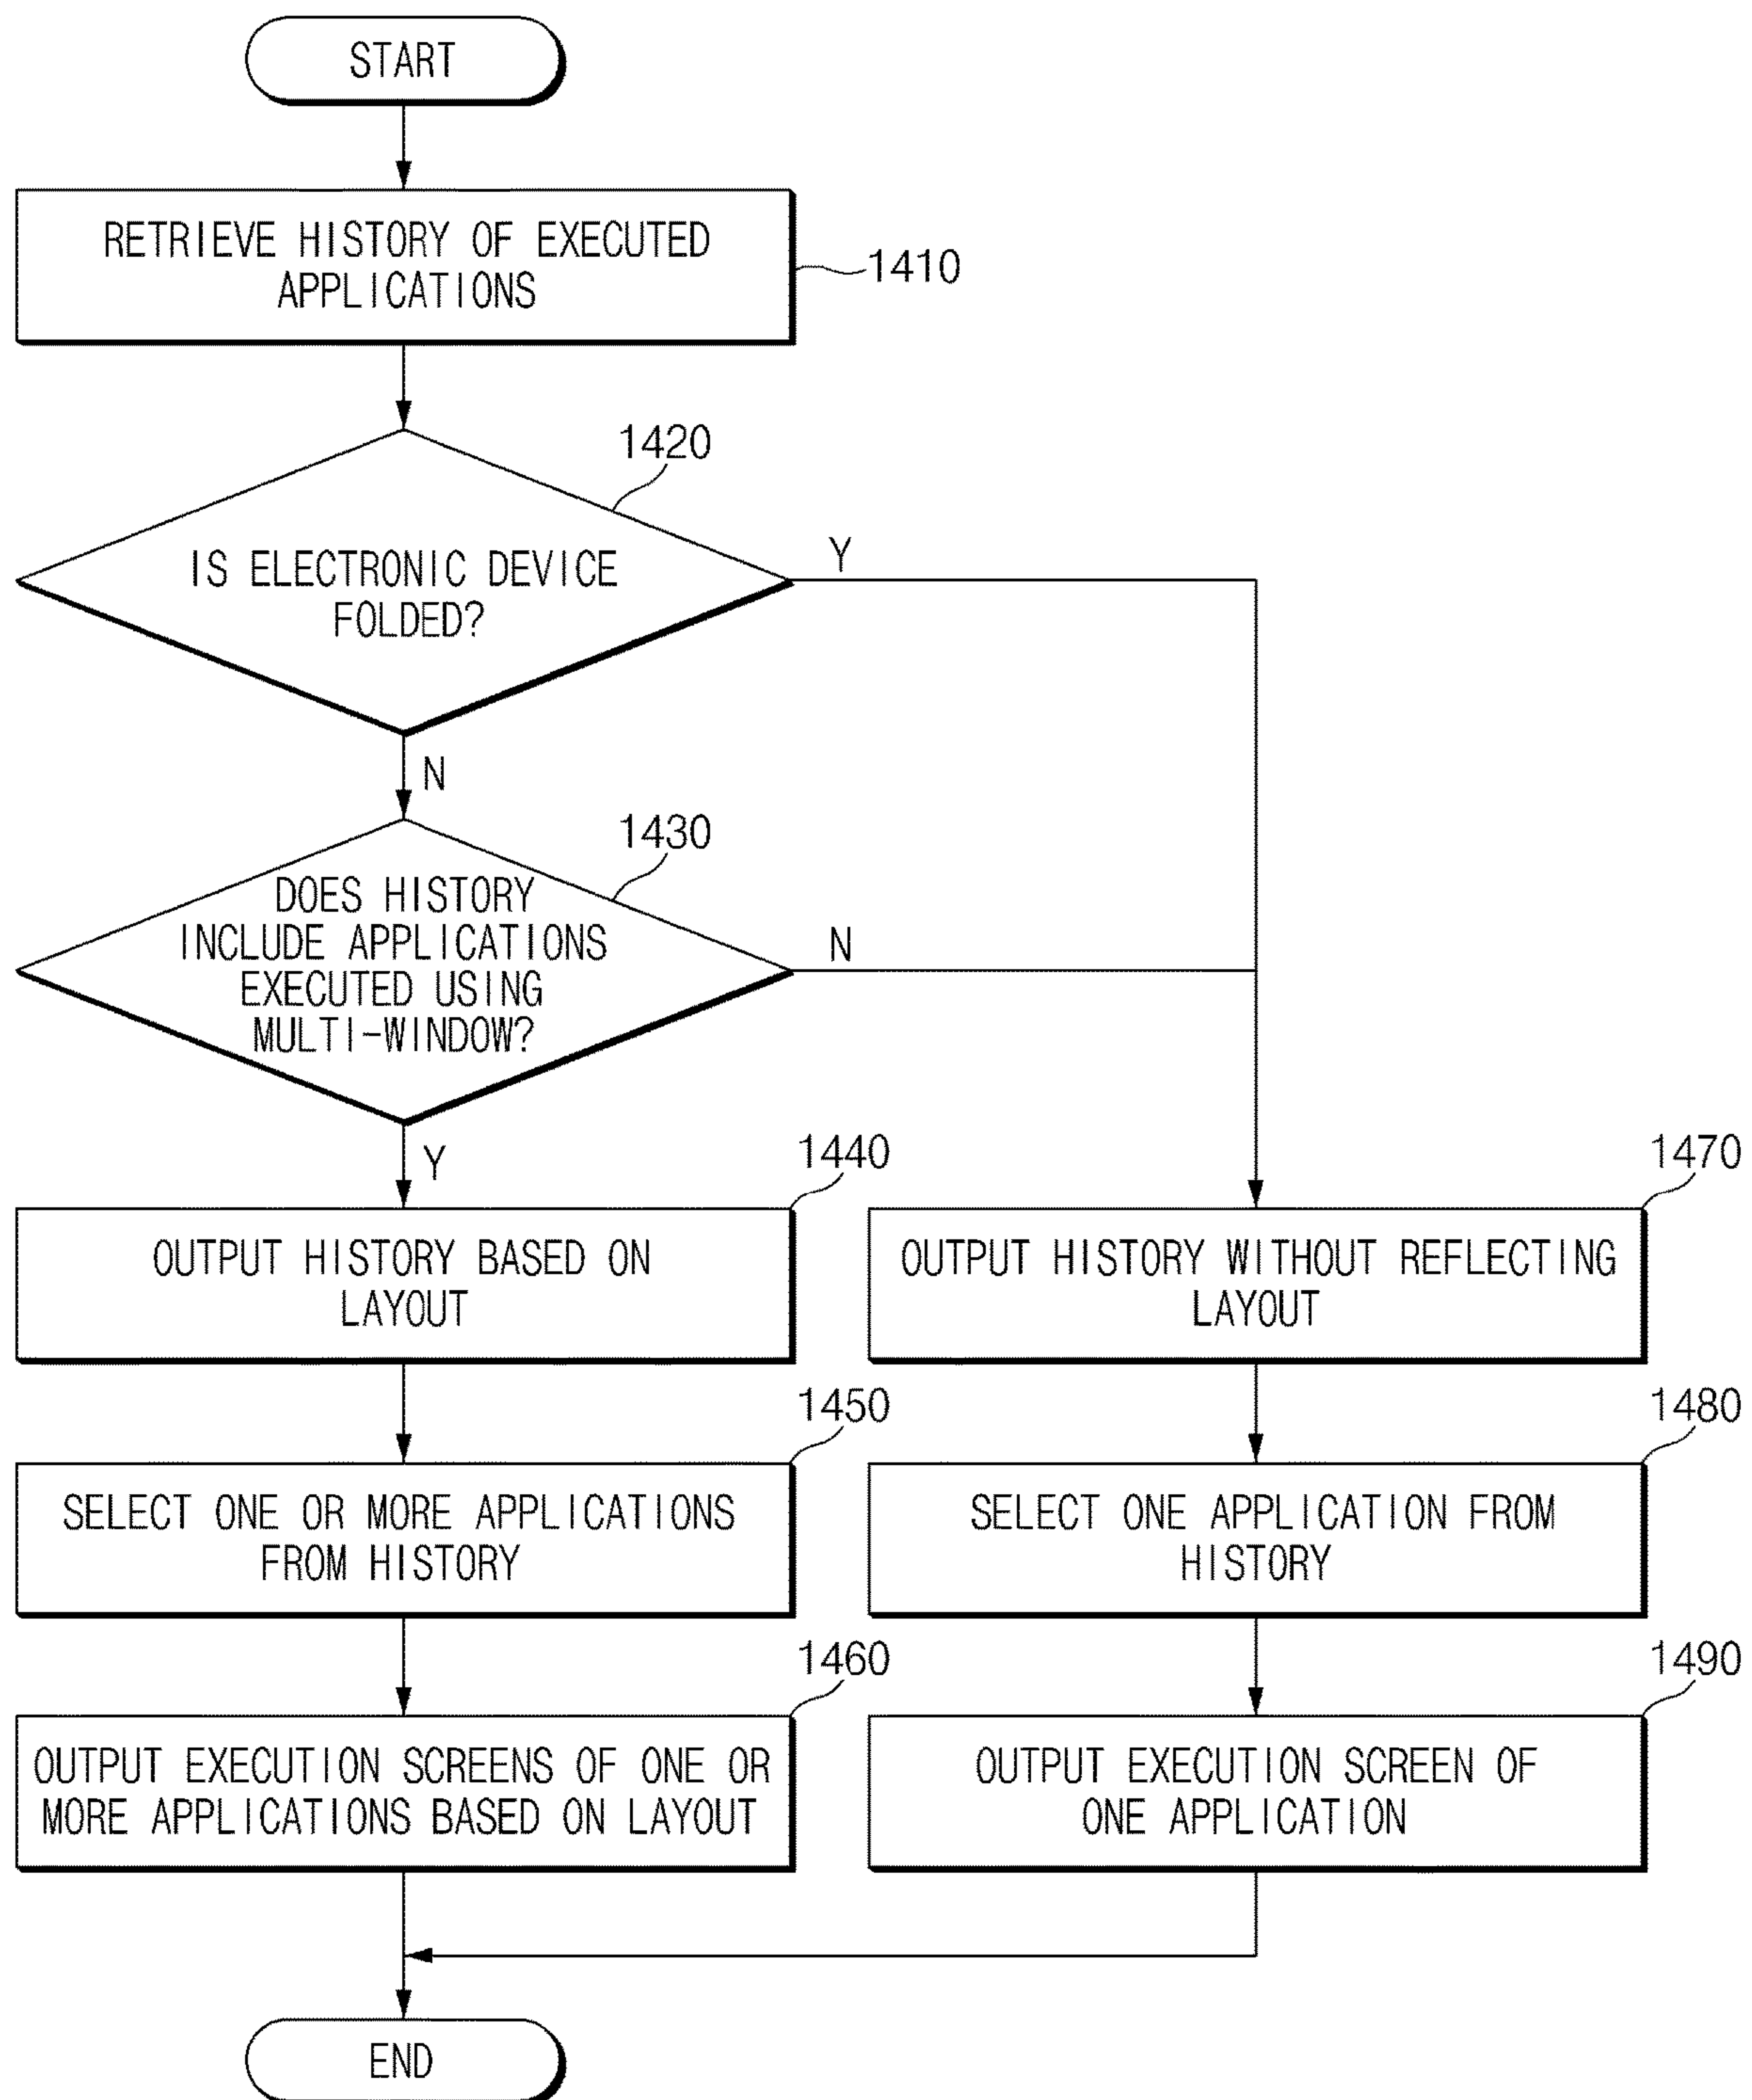 START
RETRIEVE HISTORY OF EXECUTED
APPLICATIONS
1410
1420
IS ELECTRONIC DEVICE
FOLDED?
Y
N
1430
DOES HISTORY
INCLUDE APPLICATIONS
EXECUTED USING
MULTI-WINDOW?
N
Y
1440
OUTPUT HISTORY BASED ON
LAYOUT
1470
OUTPUT HISTORY WITHOUT REFLECTING
LAYOUT
1450
SELECT ONE OR MORE APPLICATIONS
FROM HISTORY
1480
SELECT ONE APPLICATION FROM
HISTORY
1460
OUTPUT EXECUTION SCREENS OF ONE OR
MORE APPLICATIONS BASED ON LAYOUT
1490
OUTPUT EXECUTION SCREEN OF
ONE APPLICATION
END